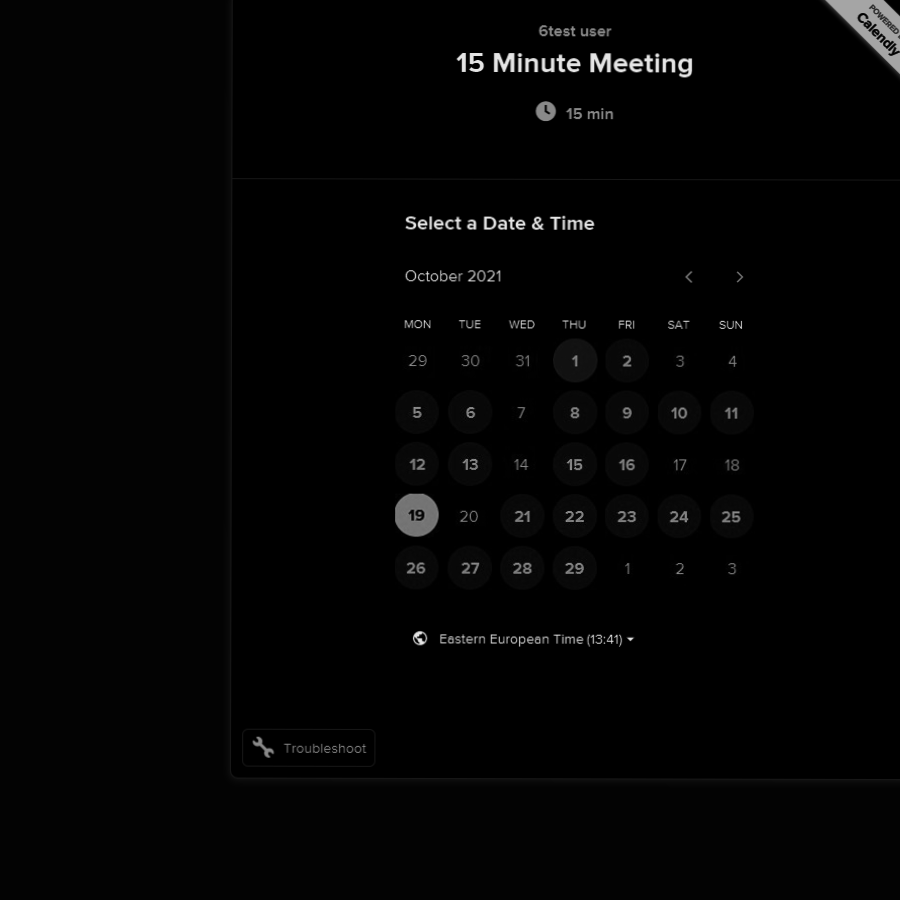 6test user
15 Minute Meeting
15 min
POWERED
Calendly
Select a Date & Time
October 2021
MON TUE WED THU FRI SAT SUN
29 30 31 1 2 3 4
5 6 7 8 9 10 11
12 13 14 15 16 17 18
19 20 21 22 23 24 25
26 27 28 29 1 2 3
Eastern European Time (13:41)
Troubleshoot